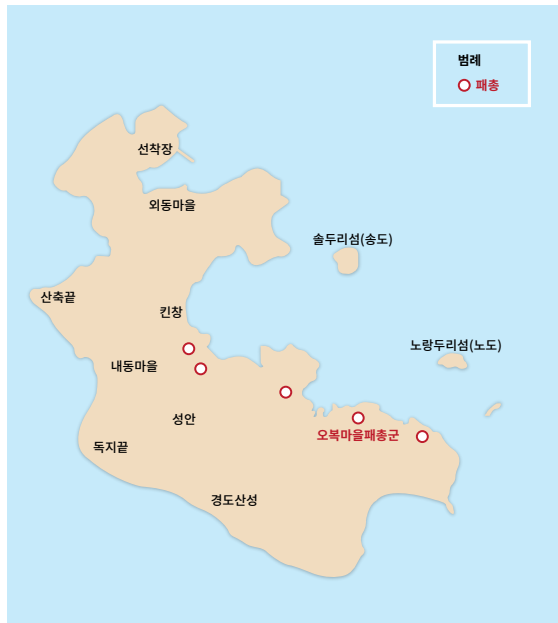 범례
패총
선착장
외동마을
솔두리섬(송도)
산축끝
킨창
노랑두리섬(노도)
내동마을
성안
오복마을패총군
독지끝
경도산성